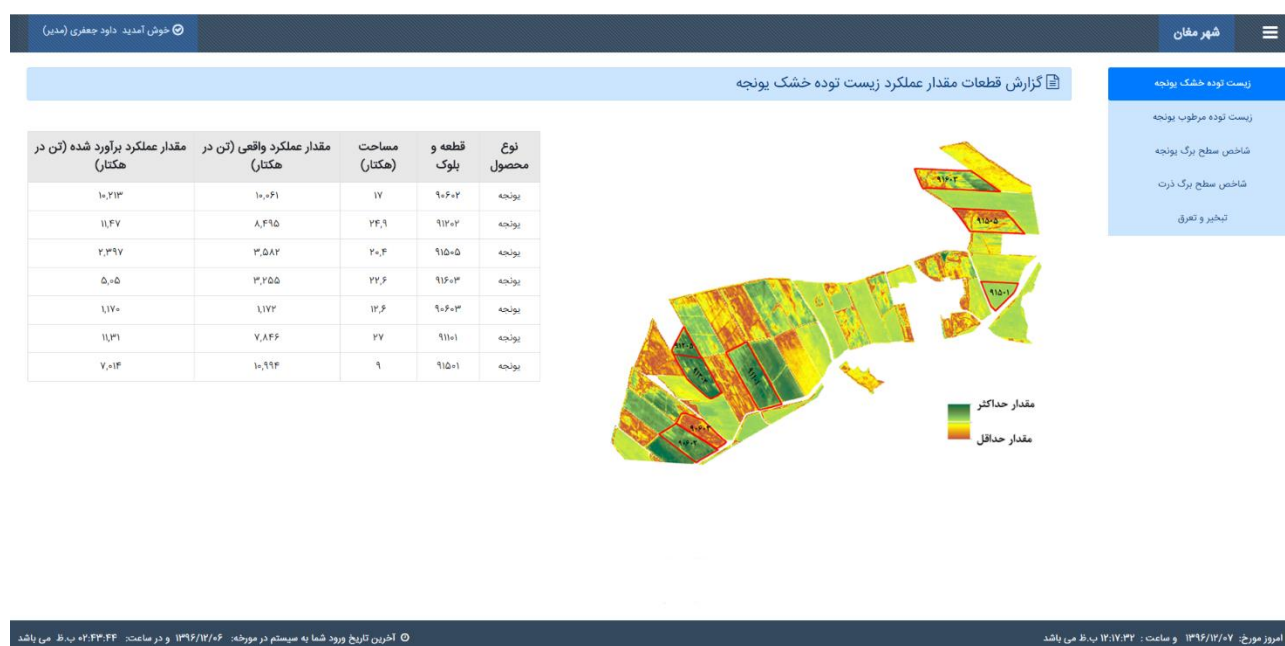 شهر مغان
خوش آمدید داود جعفری (مدیر)
زیست توده خشک یونجه
زیست توده مرطوب یونجه
شاخص سطح برگ یونجه
شاخص سطح برگ ذرت
تبخیر و تعرق
گزارش قطعات مقدار عملکرد زیست توده خشک یونجه
نوع محصول قطعه و بلوک مساحت (هکتار) مقدار عملکرد واقعی (تن در هکتار) مقدار عملکرد برآورد شده (تن در هکتار)
یونجه ۹۰۶۰۲ ۱۷ ۱۰,۰۶۱ ۱۰,۲۱۳
یونجه ۹۱۲۰۲ ۲۴,۹ ۸,۴۹۵ ۱۱,۴۷
یونجه ۹۱۵۰۵ ۲۰,۴ ۳,۵۸۲ ۲,۳۹۷
یونجه ۹۱۶۰۳ ۲۲,۶ ۳,۲۵۵ ۵,۰۵
یونجه ۹۰۶۰۳ ۱۲,۶ ۱,۱۷۲ ۱,۱۷۰
یونجه ۹۱۱۰۱ ۲۷ ۷,۸۴۶ ۱۱,۳۱
یونجه ۹۱۵۰۱ ۹ ۱۰,۹۹۴ ۷,۰۱۴
۹۱۶۰۳
۹۱۵۰۵
۹۱۵۰۱
۹۱۲۰۵
۹۱۲۰۲
۹۱۱۰۱
۹۰۶۰۳
مقدار حداکثر
مقدار حداقل
امروز مورخ: ۱۳۹۶/۱۲/۰۷ و ساعت : ۱۲:۱۷:۳۲ ب.ظ می باشد
آخرین تاریخ ورود شما به سیستم در مورخه: ۱۳۹۶/۱۲/۰۶ و در ساعت: ۰۲:۴۳:۴۴ ب.ظ می باشد